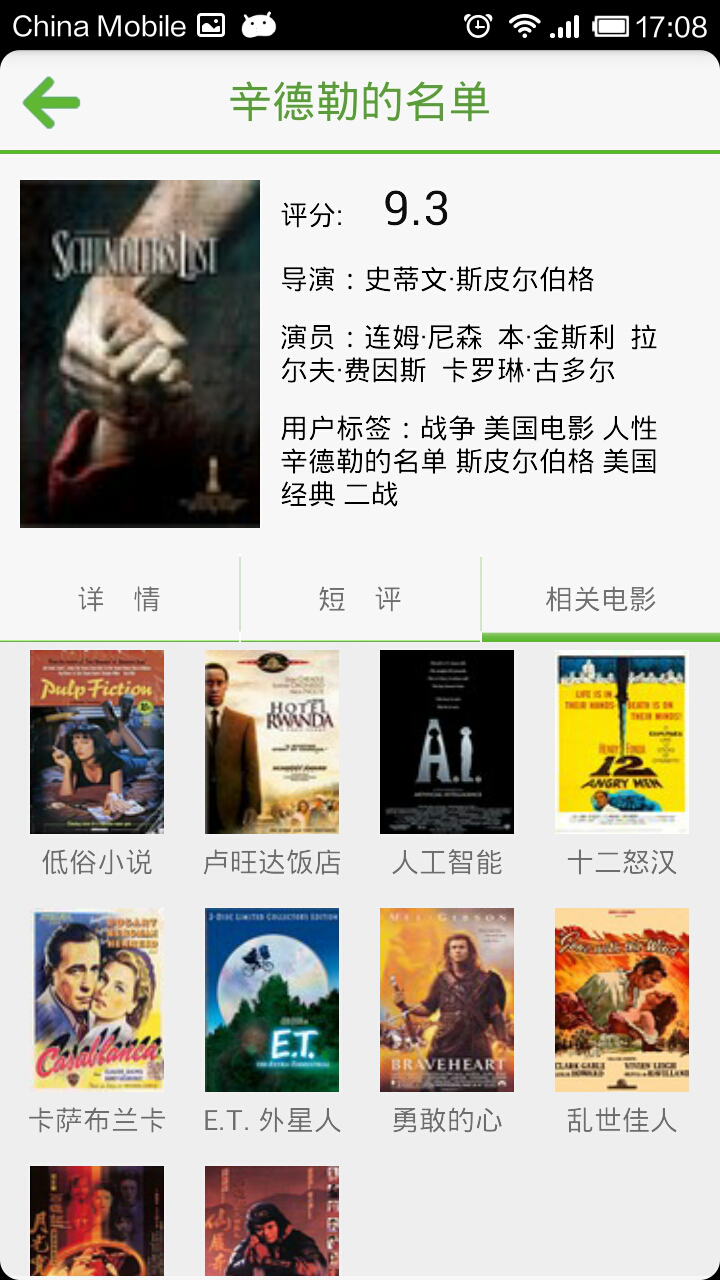 China Mobile 17:08
辛德勒的名单
SCHINDLER'S LIST
评分: 9.3
导演：史蒂文·斯皮尔伯格
演员：连姆·尼森 本·金斯利 拉
尔夫·费因斯 卡罗琳·古多尔
用户标签：战争 美国电影 人性
辛德勒的名单 斯皮尔伯格 美国
经典 二战
详 情 短 评 相关电影
Pulp Fiction
HOTEL
RWANDA
A.I.
ARTIFICIAL INTELLIGENCE
LIFE IS IN
THEIR HANDS
DEATH IS ON
THEIR MINDS!
HENRY FONDA
12
ANGRY MEN
低俗小说 卢旺达饭店 人工智能 十二怒汉
BOGART
BERGMAN
HENREID
Casablanca
2-DISC LIMITED COLLECTOR'S EDITION
E.T.
THE EXTRA-TERRESTRIAL
MEL GIBSON
BRAVEHEART
Gone with the Wind
CLARK GABLE
VIVIEN LEIGH
卡萨布兰卡 E.T. 外星人 勇敢的心 乱世佳人